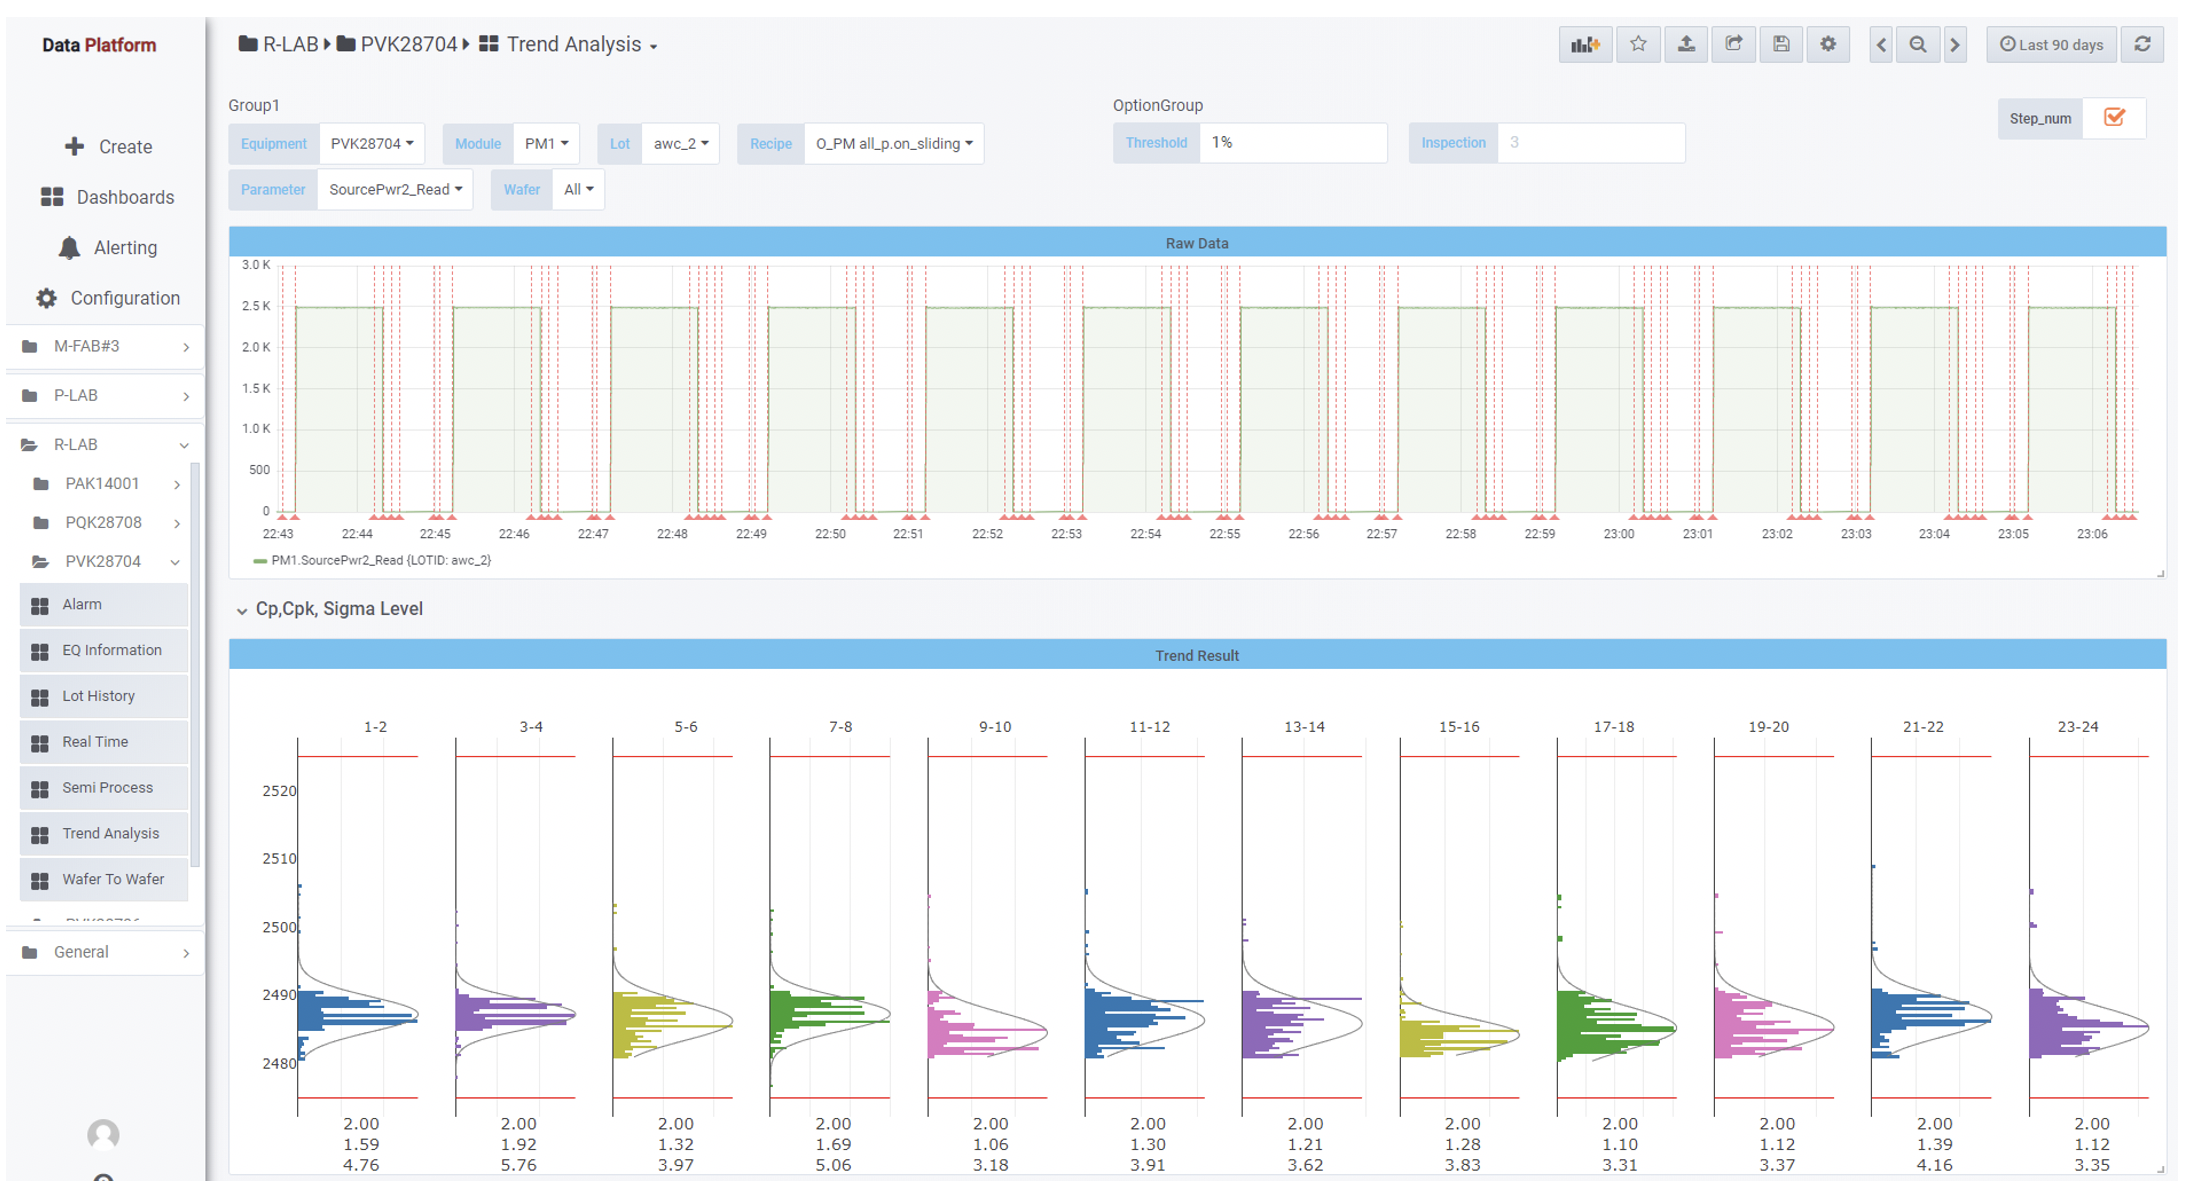 Data Platform
Create
Dashboards
Alerting
Configuration
M-FAB#3
P-LAB
R-LAB
PAK14001
PQK28708
PVK28704
Alarm
EQ Information
Lot History
Real Time
Semi Process
Trend Analysis
Wafer To Wafer
General
R-LAB PVK28704 Trend Analysis
Last 90 days
Group1
OptionGroup
Equipment PVK28704 Module PM1 Lot awc_2 Recipe O_PM all_p.on_sliding
Threshold 1% Inspection 3
Step_num
Parameter SourcePwr2_Read Wafer All
Raw Data
3.0 K
2.5 K
2.0 K
1.5 K
1.0 K
500
0
22:43 22:44 22:45 22:46 22:47 22:48 22:49 22:50 22:51 22:52 22:53 22:54 22:55 22:56 22:57 22:58 22:59 23:00 23:01 23:02 23:03 23:04 23:05 23:06
PM1.SourcePwr2_Read {LOTID: awc_2}
Cp,Cpk, Sigma Level
Trend Result
1-2 3-4 5-6 7-8 9-10 11-12 13-14 15-16 17-18 19-20 21-22 23-24
2520
2510
2500
2490
2480
2.00 2.00 2.00 2.00 2.00 2.00 2.00 2.00 2.00 2.00 2.00 2.00
1.59 1.92 1.32 1.69 1.06 1.30 1.21 1.28 1.10 1.12 1.39 1.12
4.76 5.76 3.97 5.06 3.18 3.91 3.62 3.83 3.31 3.37 4.16 3.35